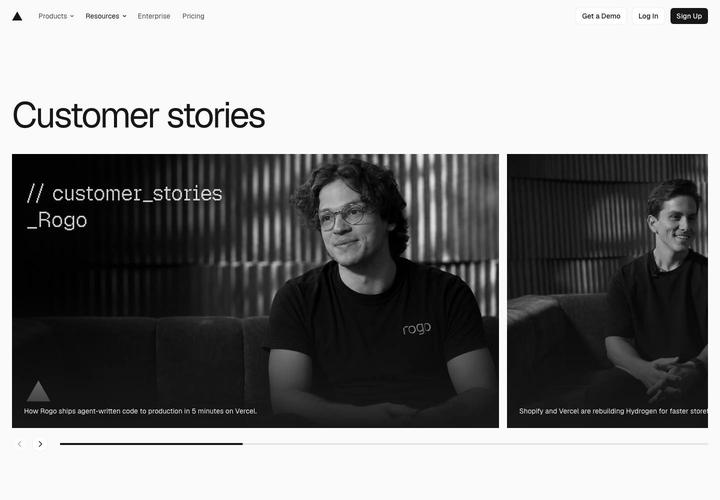 Products
Resources
Enterprise
Pricing
Get a Demo
Log In
Sign Up
Customer stories
// customer_stories
_Rogo
rogo
How Rogo ships agent-written code to production in 5 minutes on Vercel.
Shopify and Vercel are rebuilding Hydrogen for faster